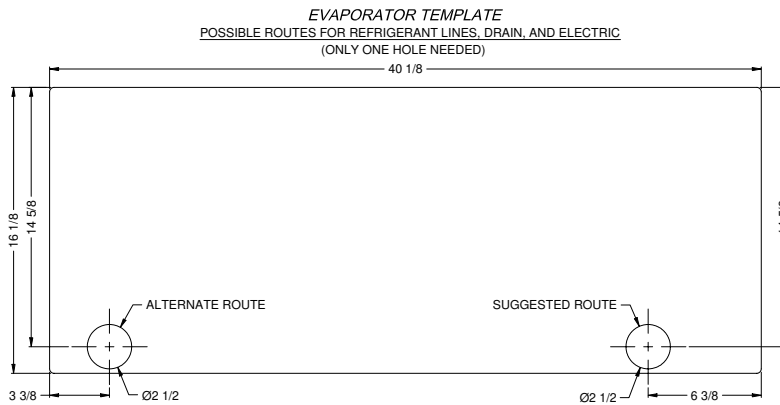 EVAPORATOR TEMPLATE
POSSIBLE ROUTES FOR REFRIGERANT LINES, DRAIN, AND ELECTRIC
(ONLY ONE HOLE NEEDED)
40 1/8
16 1/8
14 5/8
ALTERNATE ROUTE
SUGGESTED ROUTE
3 3/8
Ø2 1/2
Ø2 1/2
6 3/8